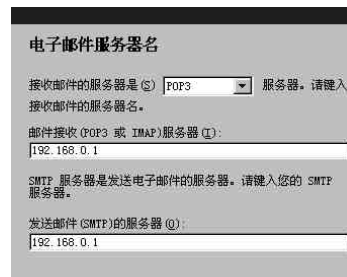 电子邮件服务器名
接收邮件的服务器是(S) POP3 服务器。请键入
接收邮件的服务器名。
邮件接收(POP3 或 IMAP)服务器(I):
192.168.0.1
SMTP 服务器是发送电子邮件的服务器。请键入您的 SMTP
服务器。
发送邮件(SMTP)的服务器(O):
192.168.0.1